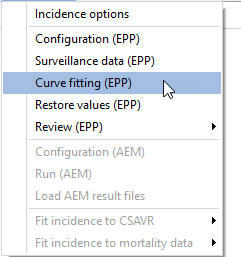 Incidence options
Configuration (EPP)
Surveillance data (EPP)
Curve fitting (EPP)
Restore values (EPP)
Review (EPP)
Configuration (AEM)
Run (AEM)
Load AEM result files
Fit incidence to CSAVR
Fit incidence to mortality data